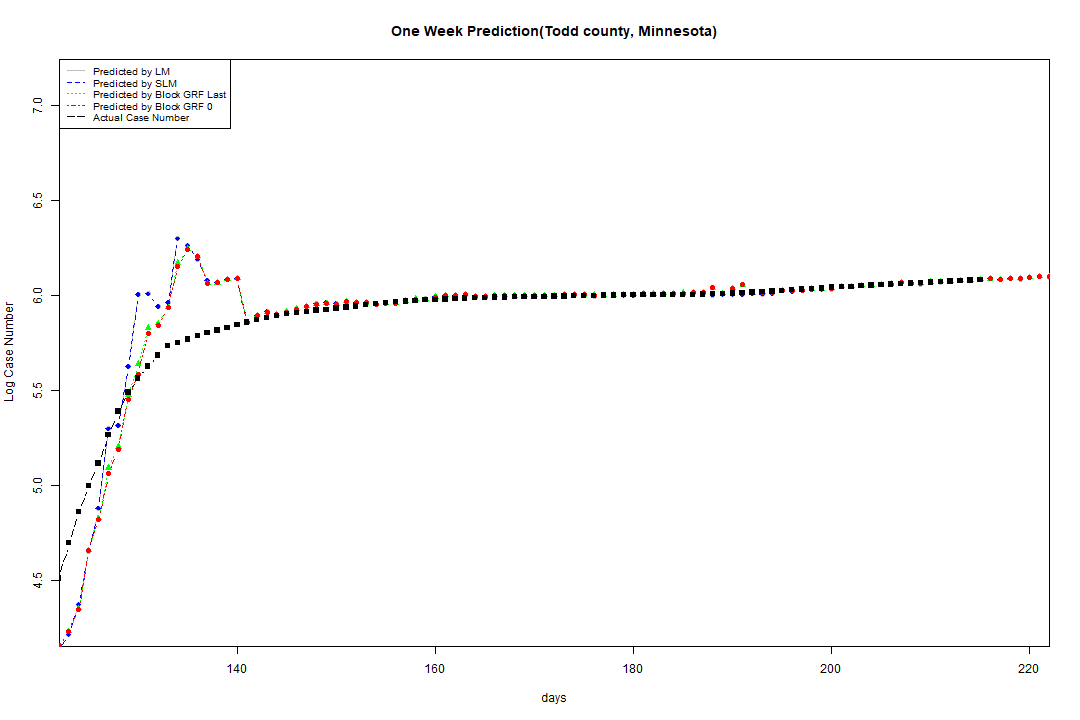 One Week Prediction(Todd county, Minnesota)
Predicted by LM
Predicted by SLM
Predicted by Block GRF Last
Predicted by Block GRF 0
Actual Case Number
7.0
6.5
6.0
5.5
5.0
4.5
Log Case Number
140 160 180 200 220
days